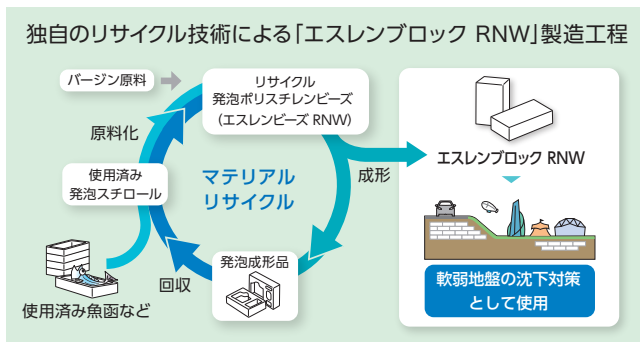 独自のリサイクル技術による「エスレンブロック RNW」製造工程
バージン原料
リサイクル
発泡ポリスチレンビーズ
(エスレンビーズ RNW)
原料化
使用済み
発泡スチロール
マテリアル
リサイクル
成形
エスレンブロック RNW
発泡成形品
回収
使用済み魚函など
軟弱地盤の沈下対策
として使用